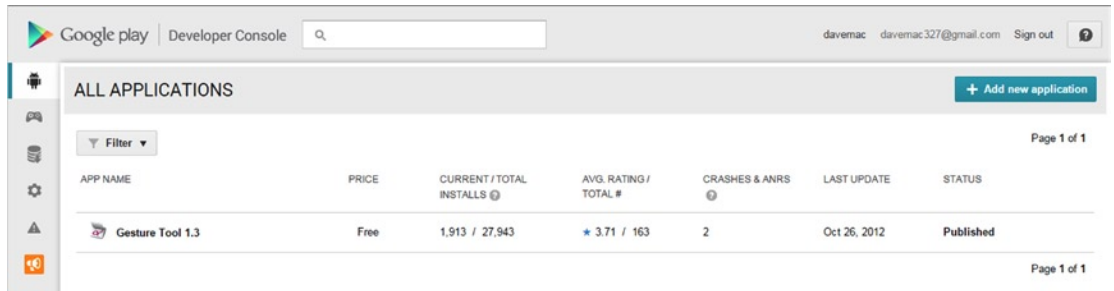 Google play | Developer Console davemac davemac327@gmail.com Sign out
ALL APPLICATIONS + Add new application
Filter Page 1 of 1
APP NAME PRICE CURRENT / TOTAL INSTALLS AVG. RATING / TOTAL # CRASHES & ANRS LAST UPDATE STATUS
Gesture Tool 1.3 Free 1,913 / 27,943 ★ 3.71 / 163 2 Oct 26, 2012 Published
Page 1 of 1